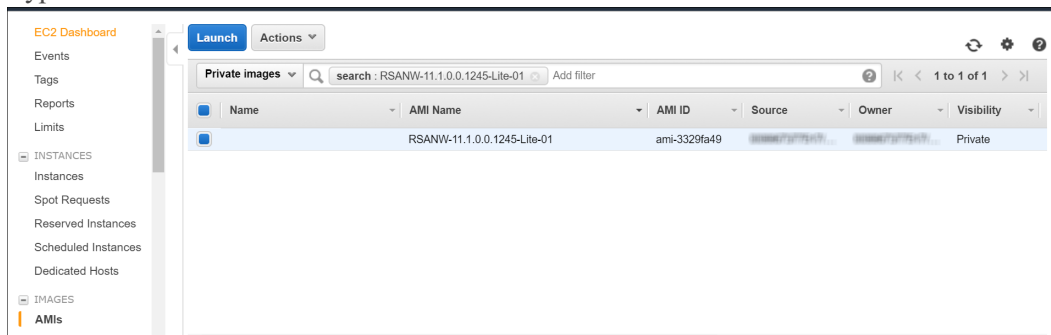 EC2 Dashboard
Events
Tags
Reports
Limits
INSTANCES
Instances
Spot Requests
Reserved Instances
Scheduled Instances
Dedicated Hosts
IMAGES
AMIs
Launch Actions
Private images search : RSANW-11.1.0.0.1245-Lite-01 Add filter 1 to 1 of 1
Name AMI Name AMI ID Source Owner Visibility
RSANW-11.1.0.0.1245-Lite-01 ami-3329fa49 Private